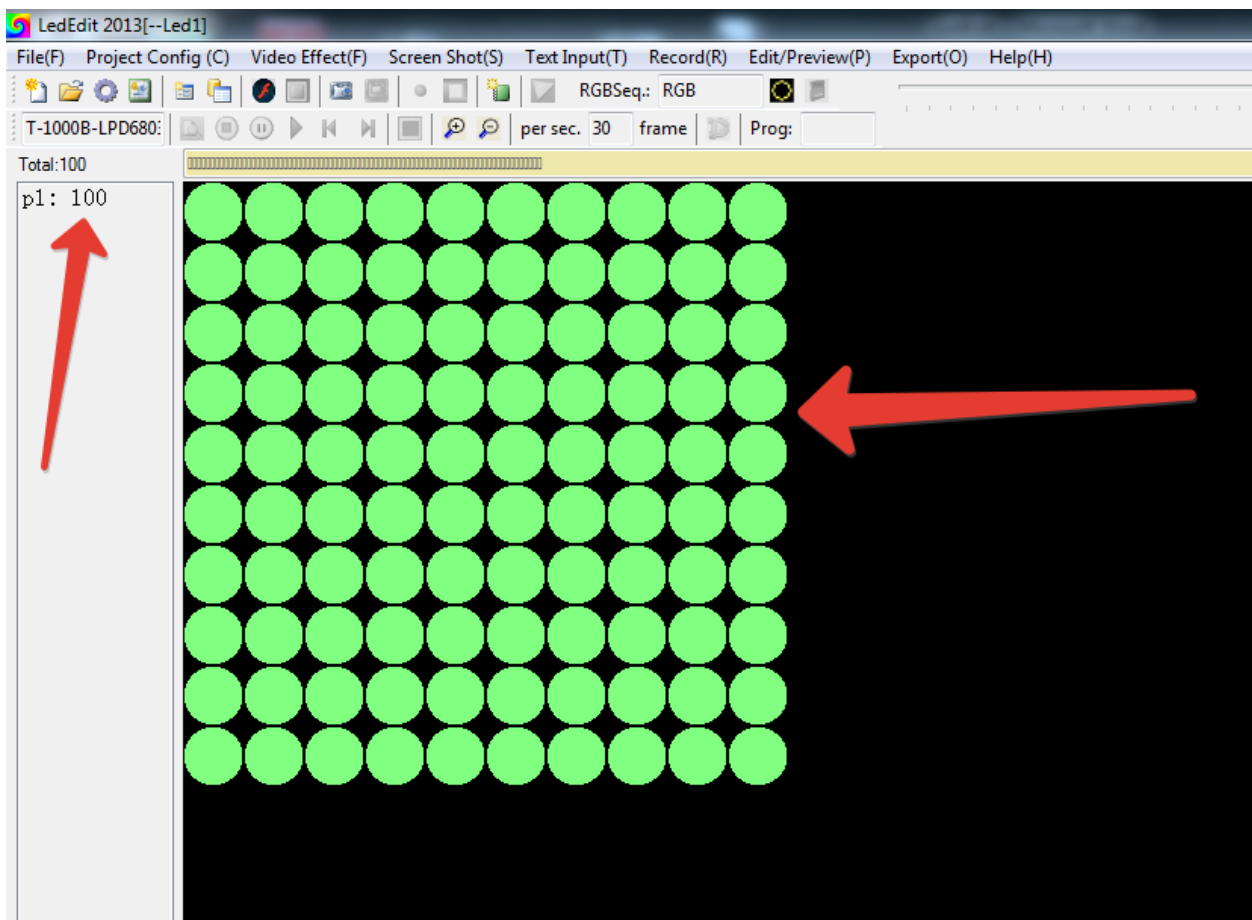 LedEdit 2013[--Led1]
File(F) Project Config (C) Video Effect(F) Screen Shot(S) Text Input(T) Record(R) Edit/Preview(P) Export(O) Help(H)
RGBSeq.: RGB
T-1000B-LPD680 per sec. 30 frame Prog:
Total:100
p1: 100